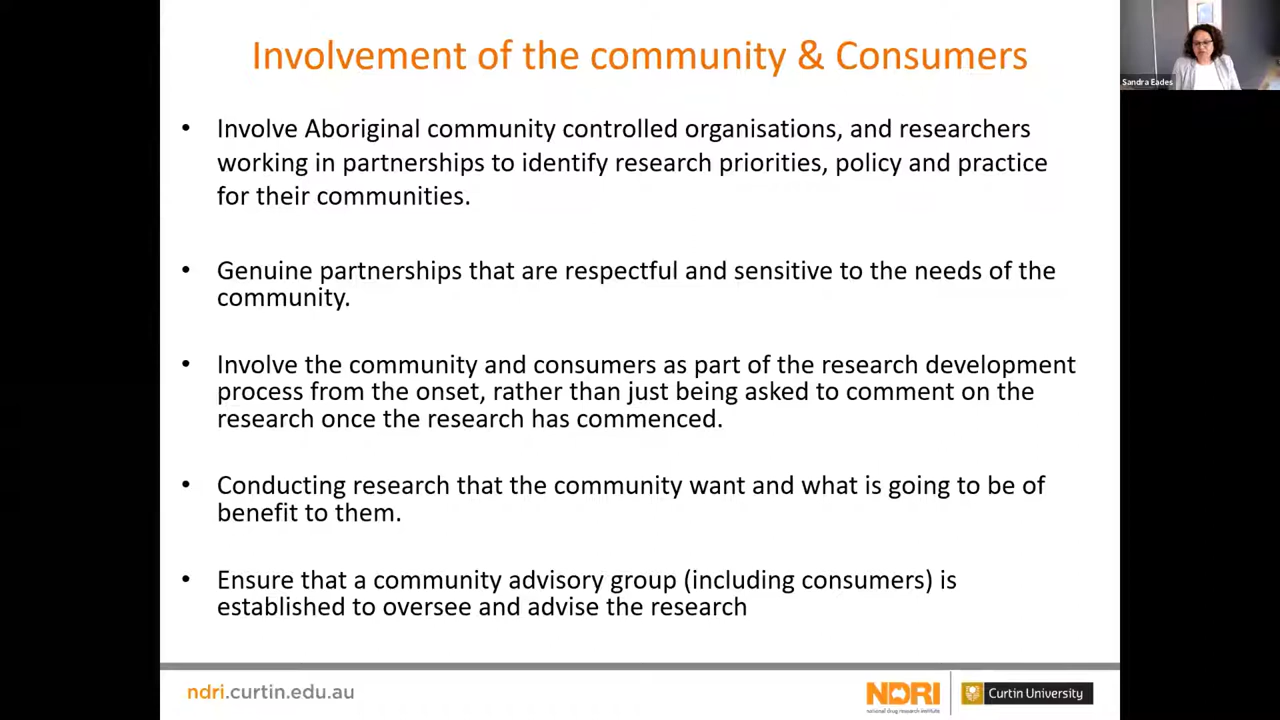 Involvement of the community & Consumers
Sandra Eades
• Involve Aboriginal community controlled organisations, and researchers
working in partnerships to identify research priorities, policy and practice
for their communities.
• Genuine partnerships that are respectful and sensitive to the needs of the
community.
• Involve the community and consumers as part of the research development
process from the onset, rather than just being asked to comment on the
research once the research has commenced.
• Conducting research that the community want and what is going to be of
benefit to them.
• Ensure that a community advisory group (including consumers) is
established to oversee and advise the research
ndri.curtin.edu.au
NDRI
national drug research institute
Curtin University